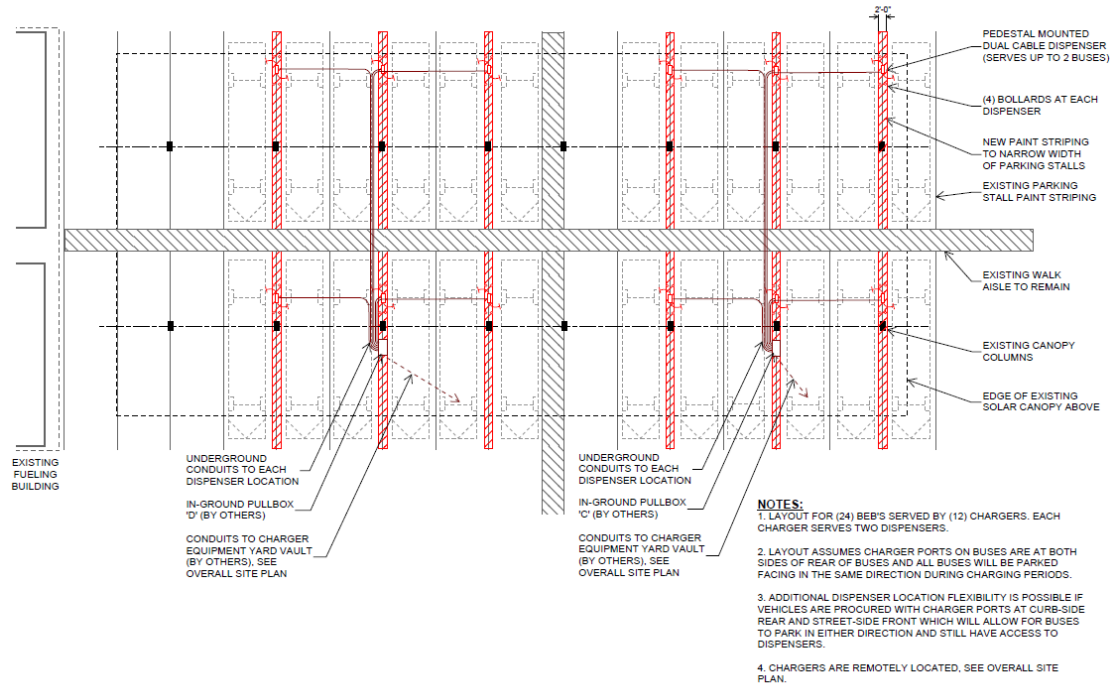 2'-0"
PEDESTAL MOUNTED
DUAL CABLE DISPENSER
(SERVES UP TO 2 BUSES)
(4) BOLLARDS AT EACH
DISPENSER
NEW PAINT STRIPING
TO NARROW WIDTH
OF PARKING STALLS
EXISTING PARKING
STALL PAINT STRIPING
EXISTING WALK
AISLE TO REMAIN
EXISTING CANOPY
COLUMNS
EDGE OF EXISTING
SOLAR CANOPY ABOVE
EXISTING
FUELING
BUILDING
UNDERGROUND
CONDUITS TO EACH
DISPENSER LOCATION
IN-GROUND PULLBOX
'D' (BY OTHERS)
CONDUITS TO CHARGER
EQUIPMENT YARD VAULT
(BY OTHERS), SEE
OVERALL SITE PLAN
UNDERGROUND
CONDUITS TO EACH
DISPENSER LOCATION
IN-GROUND PULLBOX
'C' (BY OTHERS)
CONDUITS TO CHARGER
EQUIPMENT YARD VAULT
(BY OTHERS), SEE
OVERALL SITE PLAN
NOTES:
1. LAYOUT FOR (24) BEB'S SERVED BY (12) CHARGERS. EACH
CHARGER SERVES TWO DISPENSERS.
2. LAYOUT ASSUMES CHARGER PORTS ON BUSES ARE AT BOTH
SIDES OF REAR OF BUSES AND ALL BUSES WILL BE PARKED
FACING IN THE SAME DIRECTION DURING CHARGING PERIODS.
3. ADDITIONAL DISPENSER LOCATION FLEXIBILITY IS POSSIBLE IF
VEHICLES ARE PROCURED WITH CHARGER PORTS AT CURB-SIDE
REAR AND STREET-SIDE FRONT WHICH WILL ALLOW FOR BUSES
TO PARK IN EITHER DIRECTION AND STILL HAVE ACCESS TO
DISPENSERS.
4. CHARGERS ARE REMOTELY LOCATED, SEE OVERALL SITE
PLAN.